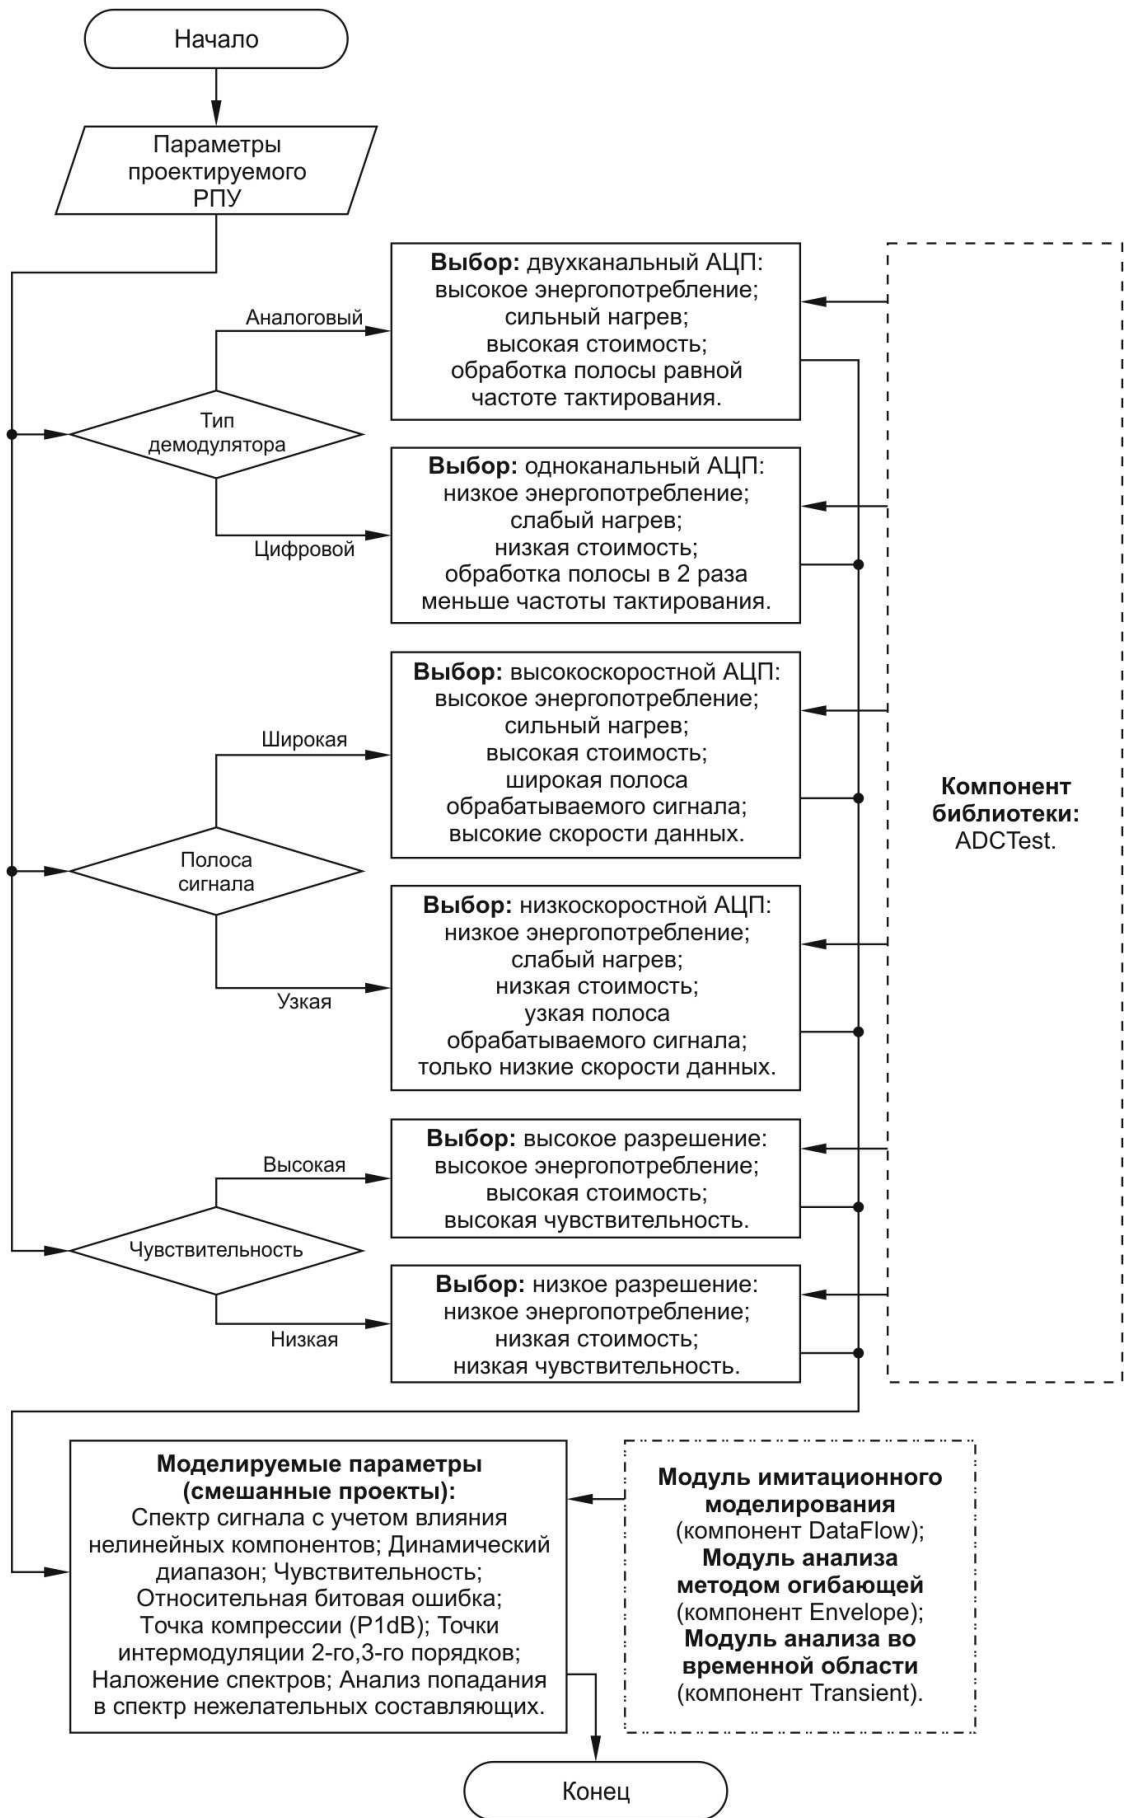 Начало
Параметры
проектируемого
РПУ
Выбор: двухканальный АЦП:
высокое энергопотребление;
сильный нагрев;
высокая стоимость;
обработка полосы равной
частоте тактирования.
Аналоговый
Тип
демодулятора
Цифровой
Выбор: одноканальный АЦП:
низкое энергопотребление;
слабый нагрев;
низкая стоимость;
обработка полосы в 2 раза
меньше частоты тактирования.
Выбор: высокоскоростной АЦП:
высокое энергопотребление;
сильный нагрев;
высокая стоимость;
широкая полоса
обрабатываемого сигнала;
высокие скорости данных.
Широкая
Полоса
сигнала
Узкая
Выбор: низкоскоростной АЦП:
низкое энергопотребление;
слабый нагрев;
низкая стоимость;
узкая полоса
обрабатываемого сигнала;
только низкие скорости данных.
Компонент
библиотеки:
ADCTest.
Высокая
Выбор: высокое разрешение:
высокое энергопотребление;
высокая стоимость;
высокая чувствительность.
Чувствительность
Низкая
Выбор: низкое разрешение:
низкое энергопотребление;
низкая стоимость;
низкая чувствительность.
Моделируемые параметры
(смешанные проекты):
Спектр сигнала с учетом влияния
нелинейных компонентов; Динамический
диапазон; Чувствительность;
Относительная битовая ошибка;
Точка компрессии (P1dB); Точки
интермодуляции 2-го,3-го порядков;
Наложение спектров; Анализ попадания
в спектр нежелательных составляющих.
Модуль имитационного
моделирования
(компонент DataFlow);
Модуль анализа
методом огибающей
(компонент Envelope);
Модуль анализа во
временной области
(компонент Transient).
Конец